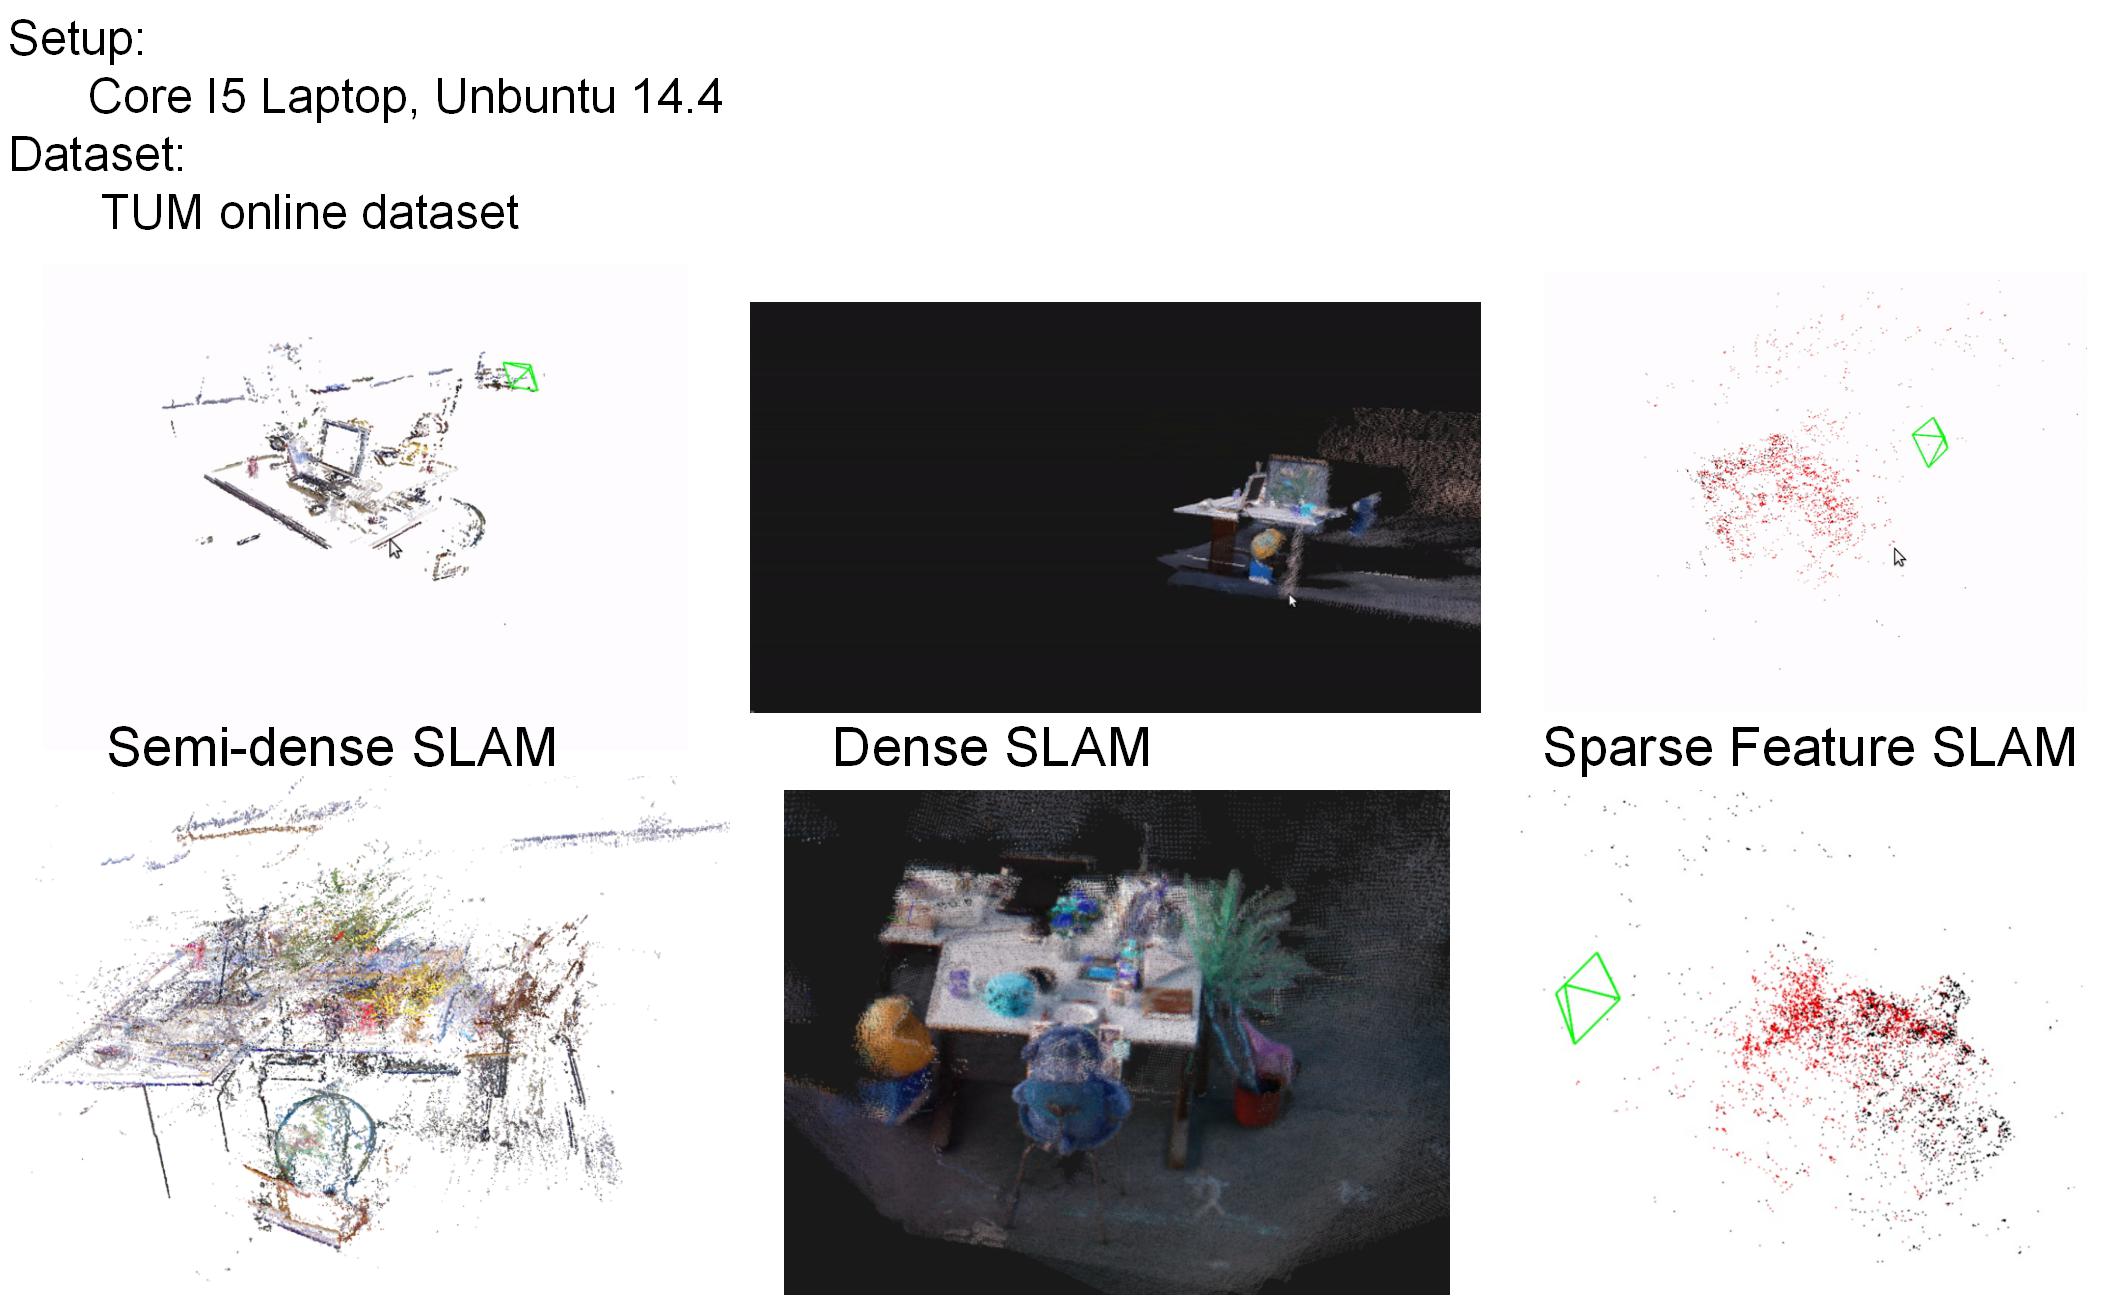 Setup:
Core I5 Laptop, Unbuntu 14.4
Dataset:
TUM online dataset
Semi-dense SLAM
Dense SLAM
Sparse Feature SLAM